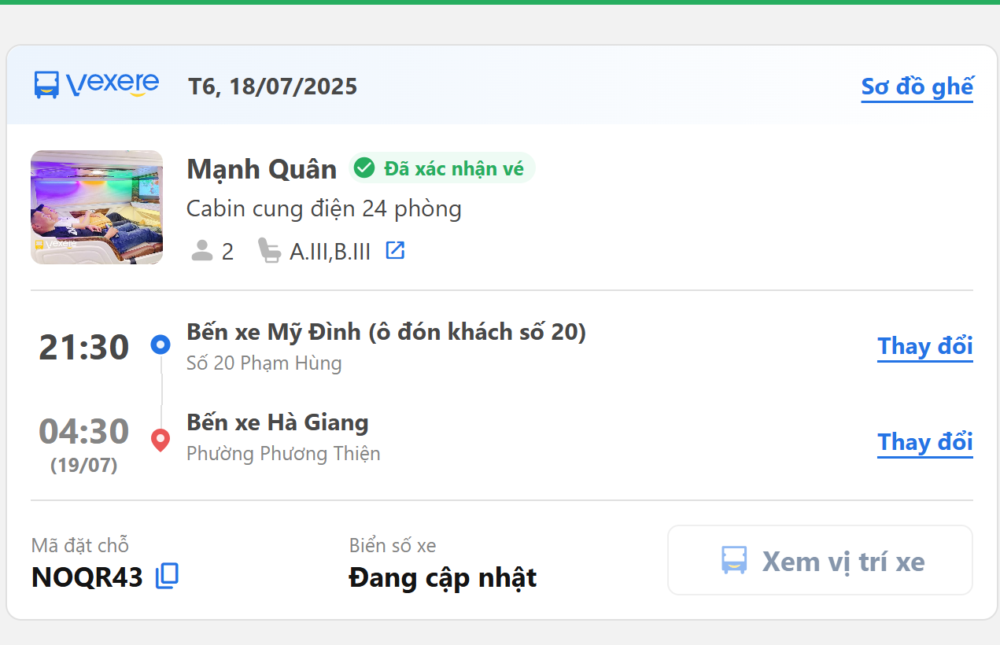 Vexere
T6, 18/07/2025
Sơ đồ ghế
Mạnh Quân
Đã xác nhận vé
Cabin cung điện 24 phòng
2
A.III,B.III
Vexere
21:30
Bến xe Mỹ Đình (ô đón khách số 20)
Số 20 Phạm Hùng
Thay đổi
04:30
(19/07)
Bến xe Hà Giang
Phường Phương Thiện
Thay đổi
Mã đặt chỗ
NOQR43
Biển số xe
Đang cập nhật
Xem vị trí xe